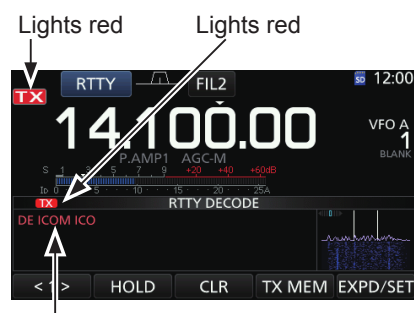 Lights red Lights red
TX RTTY FIL2 SD 12:00
14.100.00
VFO A
1
BLANK
P.AMP1 AGC-M
S 1 3 5 7 9 +20 +40 +60dB
ID 0 5 10 15 20 25A
TX RTTY DECODE
DE ICOM ICO
< 1 > HOLD CLR TX MEM EXPD/SET